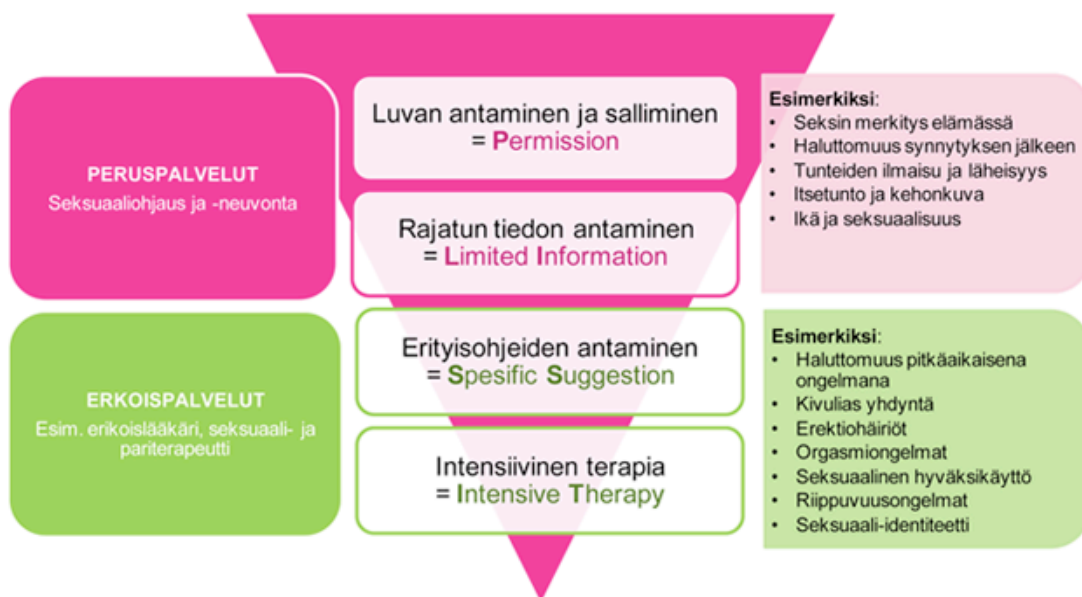 PERUSPALVELUT
Seksuaaliohjaus ja -neuvonta
Luvan antaminen ja salliminen
= Permission
Rajatun tiedon antaminen
= Limited Information
Esimerkiksi:
• Seksin merkitys elämässä
• Haluttomuus synnytyksen jälkeen
• Tunteiden ilmaisu ja läheisyys
• Itsetunto ja kehonkuva
• Ikä ja seksuaalisuus
ERKOISPALVELUT
Esim. erikoislääkäri, seksuaali- ja
pariterapeutti
Erityisohjeiden antaminen
= Spesific Suggestion
Intensiivinen terapia
= Intensive Therapy
Esimerkiksi:
• Haluttomuus pitkäaikaisena
ongelmana
• Kivulias yhdyntä
• Erektiohäiriöt
• Orgasmiongelmat
• Seksuaalinen hyväksikäyttö
• Riippuvuusongelmat
• Seksuaali-identiteetti